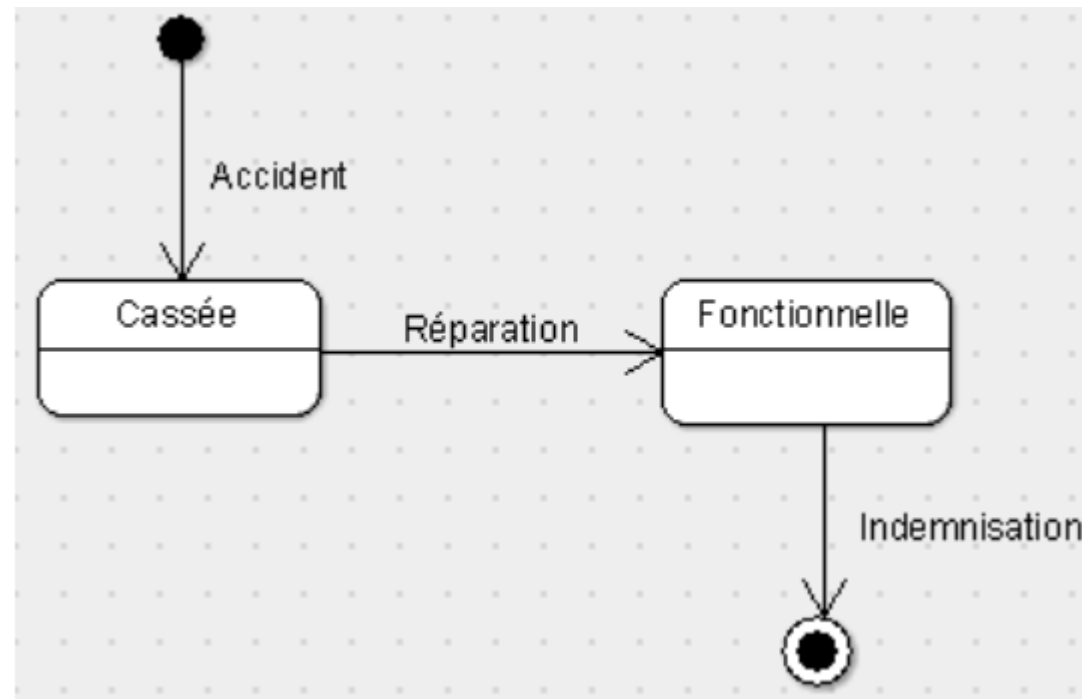 Accident
Cassée
Réparation
Fonctionnelle
Indemnisation